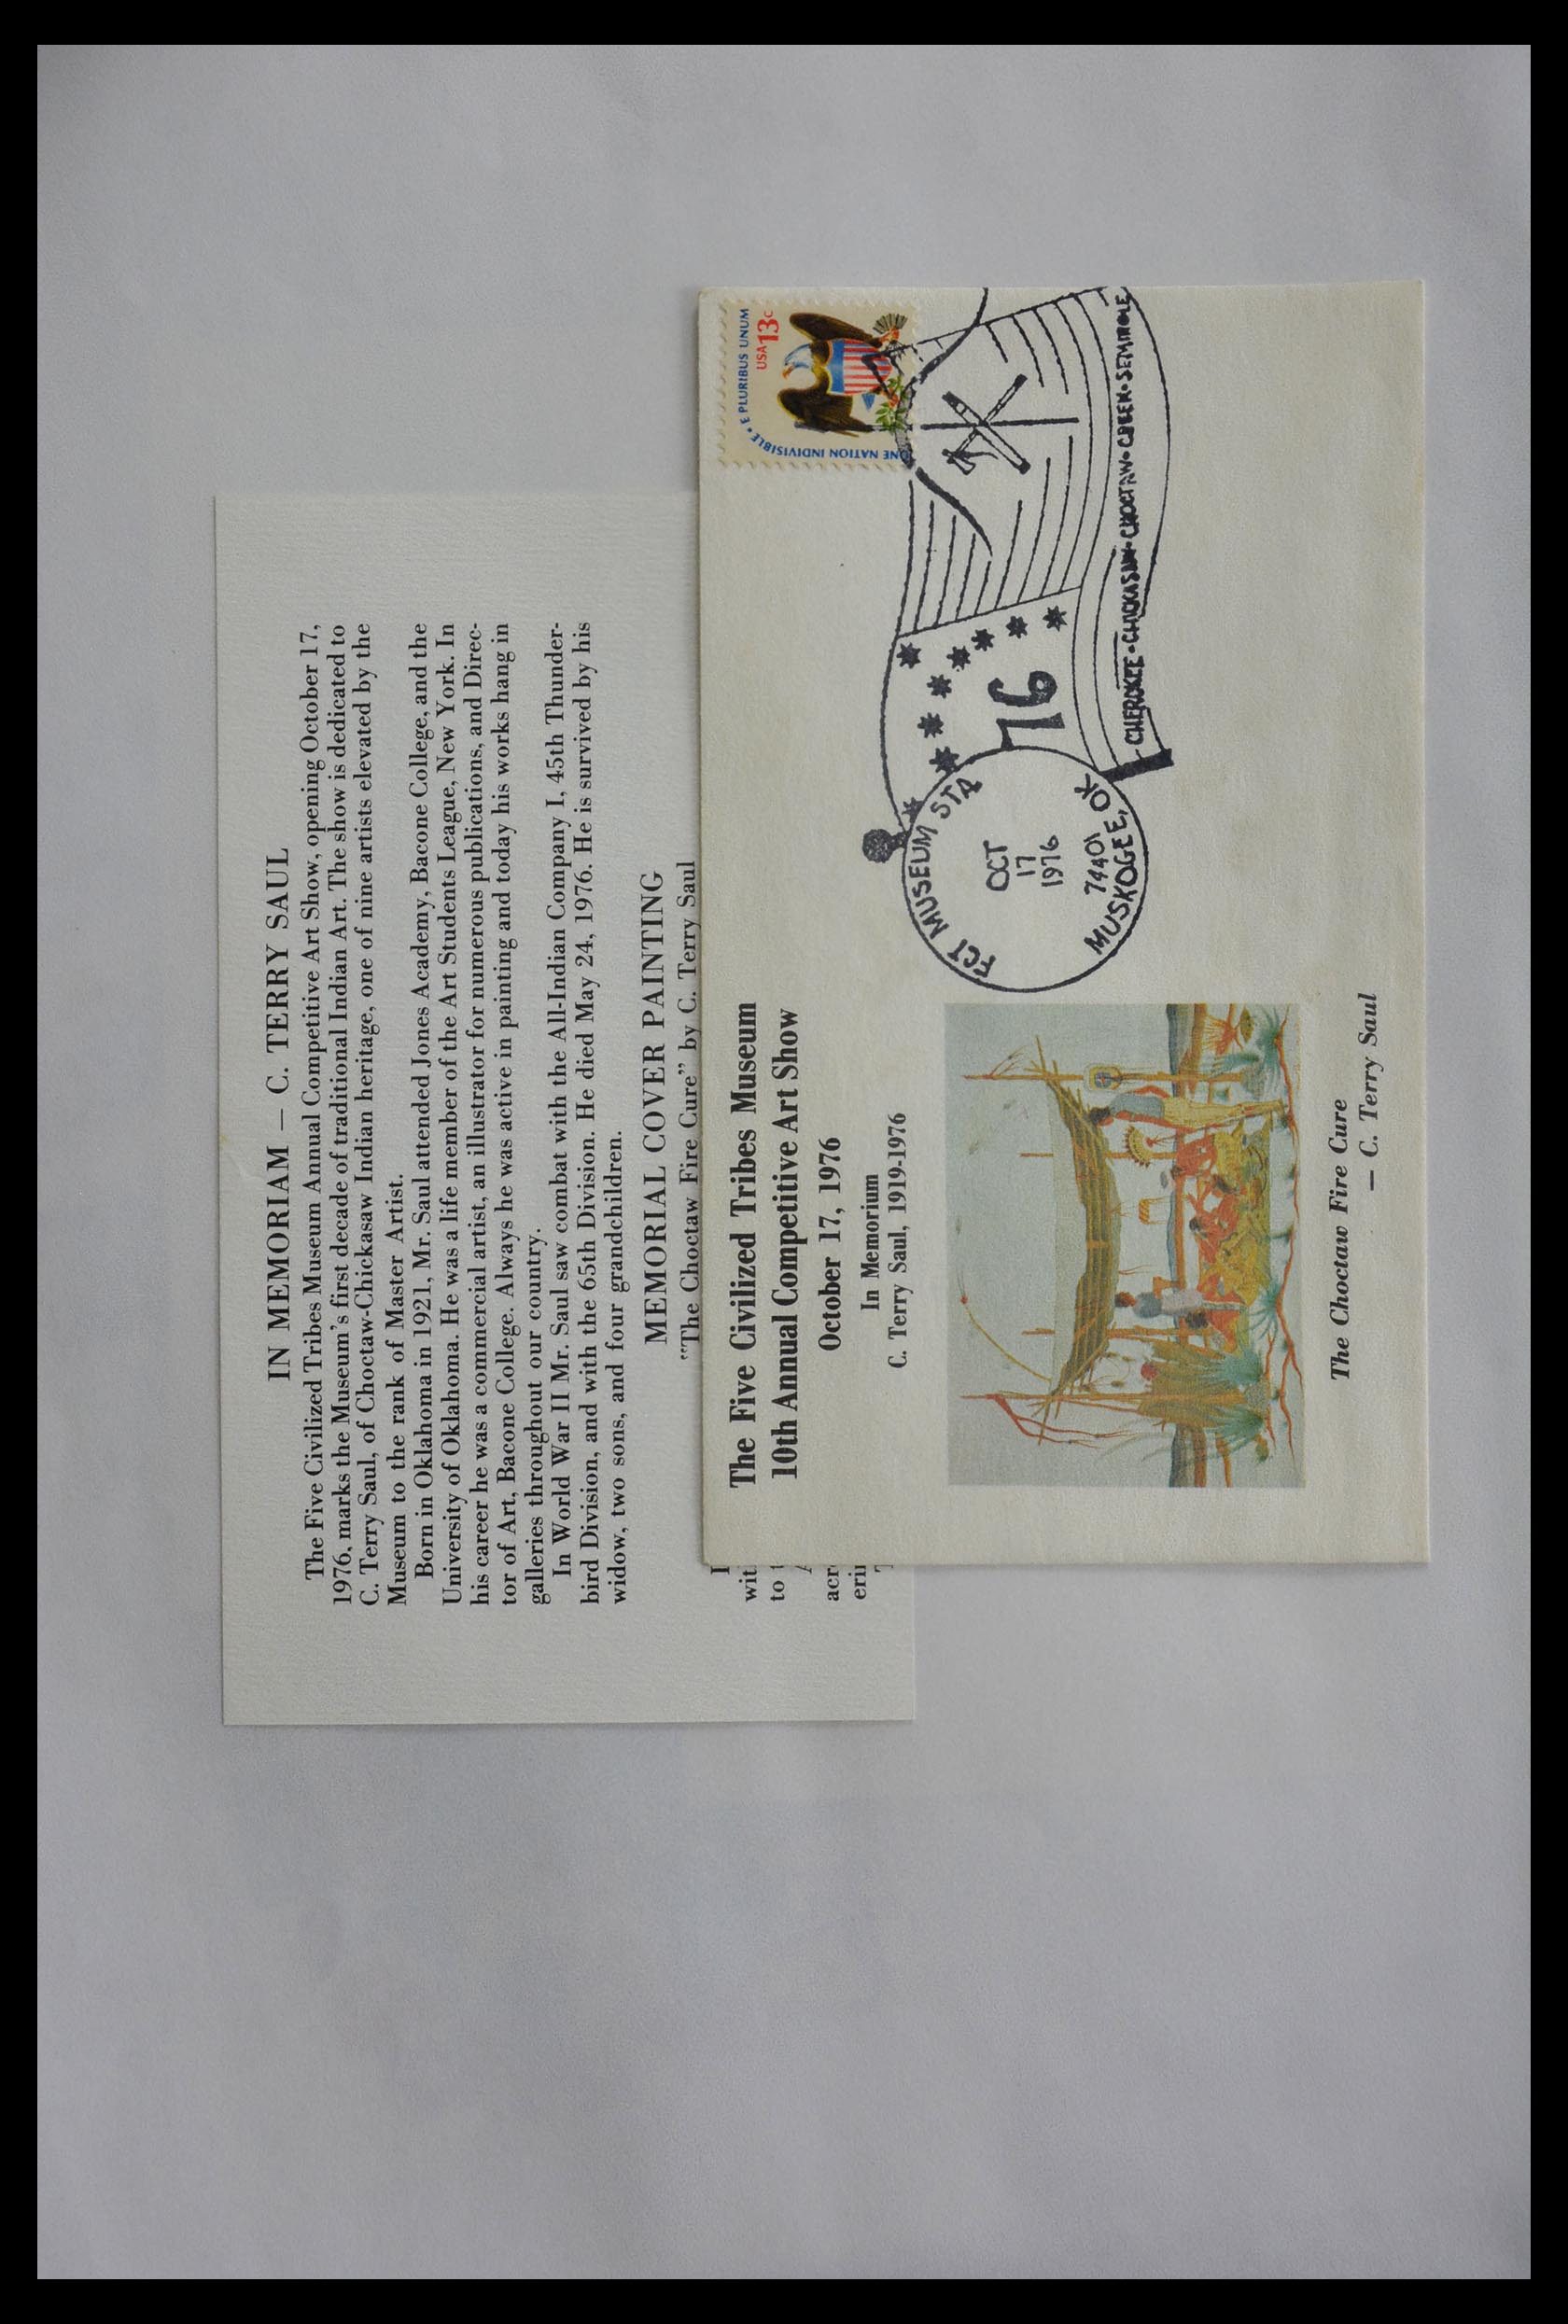 IN MEMORIAM — C. TERRY SAUL
The Five Civilized Tribes Museum Annual Competitive Art Show, opening October 17,
1976, marks the Museum's first decade of traditional Indian Art. The show is dedicated to
C. Terry Saul, of Choctaw-Chickasaw Indian heritage, one of nine artists elevated by the
Museum to the rank of Master Artist.
Born in Oklahoma in 1921, Mr. Saul attended Jones Academy, Bacone College, and the
University of Oklahoma. He was a life member of the Art Students League, New York. In
his career he was a commercial artist, an illustrator for numerous publications, and Direc-
tor of Art, Bacone College. Always he was active in painting and today his works hang in
galleries throughout our country.
In World War II Mr. Saul saw combat with the All-Indian Company I, 45th Thunder-
bird Division, and with the 65th Division. He died May 24, 1976. He is survived by his
widow, two sons, and four grandchildren.
MEMORIAL COVER PAINTING
"The Choctaw Fire Cure" by C. Terry Saul
wit
to
acr
eri
The Five Civilized Tribes Museum
10th Annual Competitive Art Show
October 17, 1976
In Memorium
C. Terry Saul, 1919-1976
The Choctaw Fire Cure
— C. Terry Saul
FCT MUSEUM STA
OCT
17
1976
74401
MUSKOGEE, OK
76
CHEROKEE • CHICKASAW • CHOCTAW • CREEK • SEMINOLE
ONE NATION INDIVISIBLE • E PLURIBUS UNUM
USA 13c